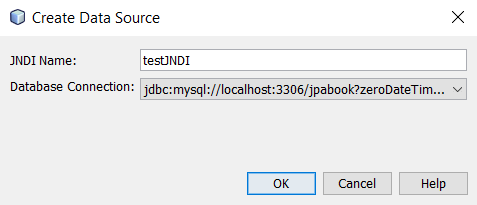 Create Data Source
JNDI Name: testJNDI
Database Connection: jdbc:mysql://localhost:3306/jpabook?zeroDateTim...
OK Cancel Help